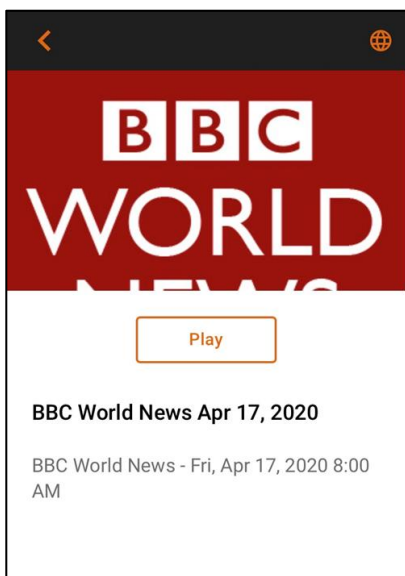 BBC
WORLD
NEWS
Play
BBC World News Apr 17, 2020
BBC World News - Fri, Apr 17, 2020 8:00
AM